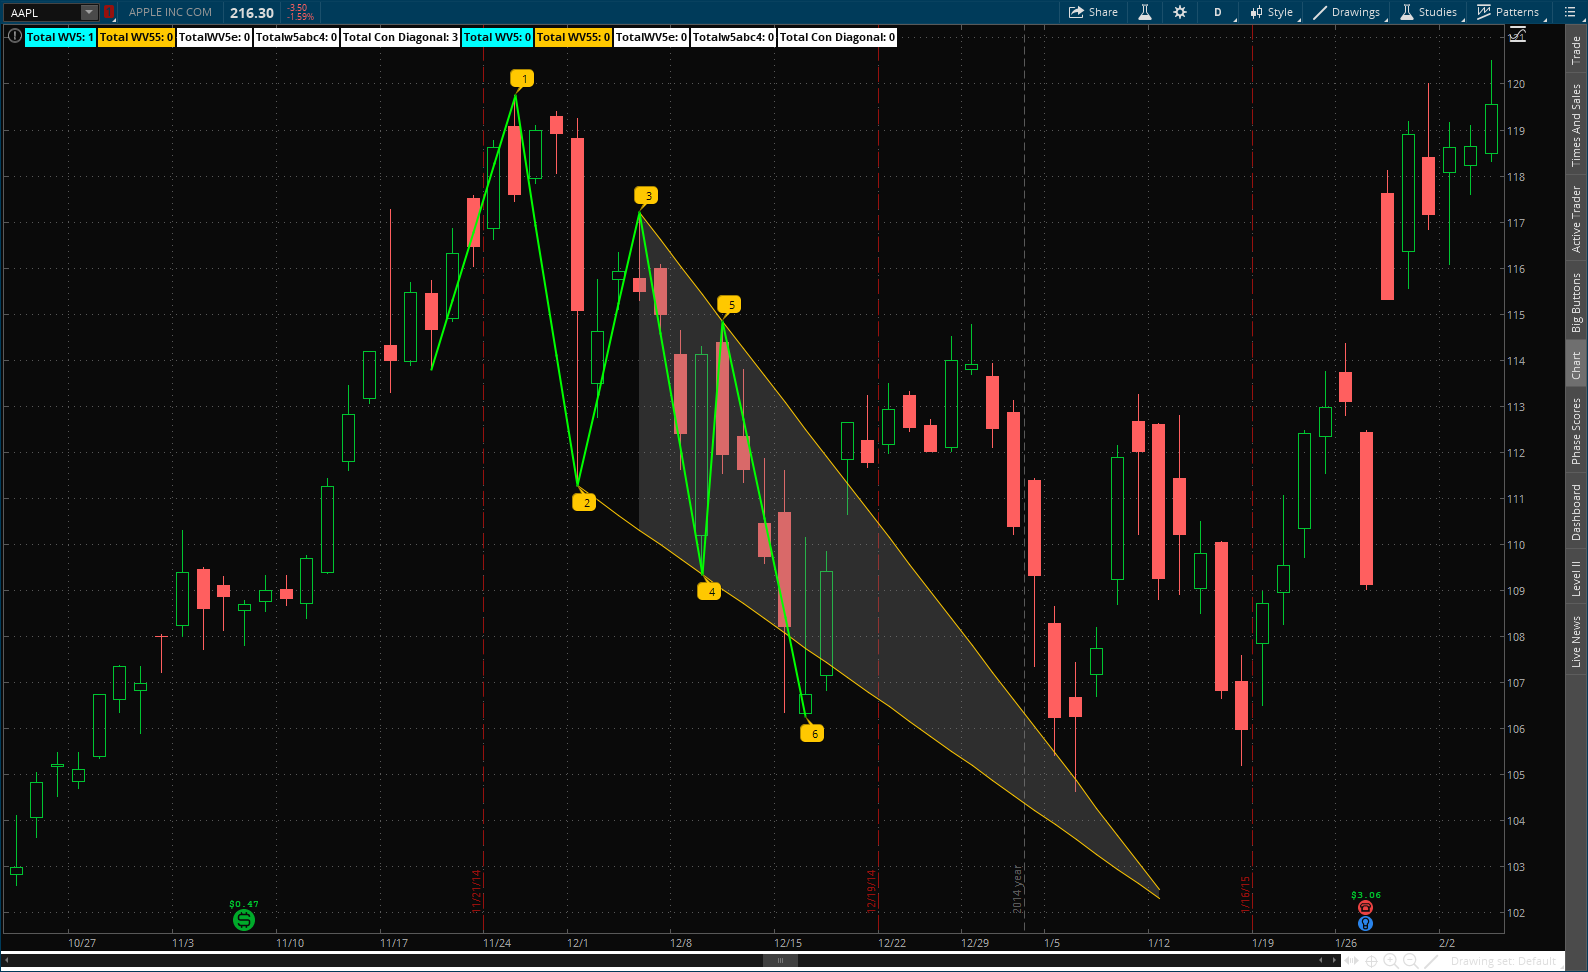 AAPL
1
APPLE INC COM
216.30
-3.50
-1.59%
Share
D
Style
Drawings
Studies
Patterns
Total WV5: 1
Total WV55: 0
TotalWV5e: 0
Totalw5abc4: 0
Total Con Diagonal: 3
Total WV5: 0
Total WV55: 0
TotalWV5e: 0
Totalw5abc4: 0
Total Con Diagonal: 0
1
2
3
4
5
6
121
120
119
118
117
116
115
114
113
112
111
110
109
108
107
106
105
104
103
102
11/21/14
12/19/14
2014 year
1/16/15
$0.47
$3.06
10/27
11/3
11/10
11/17
11/24
12/1
12/8
12/15
12/22
12/29
1/5
1/12
1/19
1/26
2/2
Trade
Times And Sales
Active Trader
Big Buttons
Chart
Phase Scores
Dashboard
Level II
Live News
Drawing set: Default